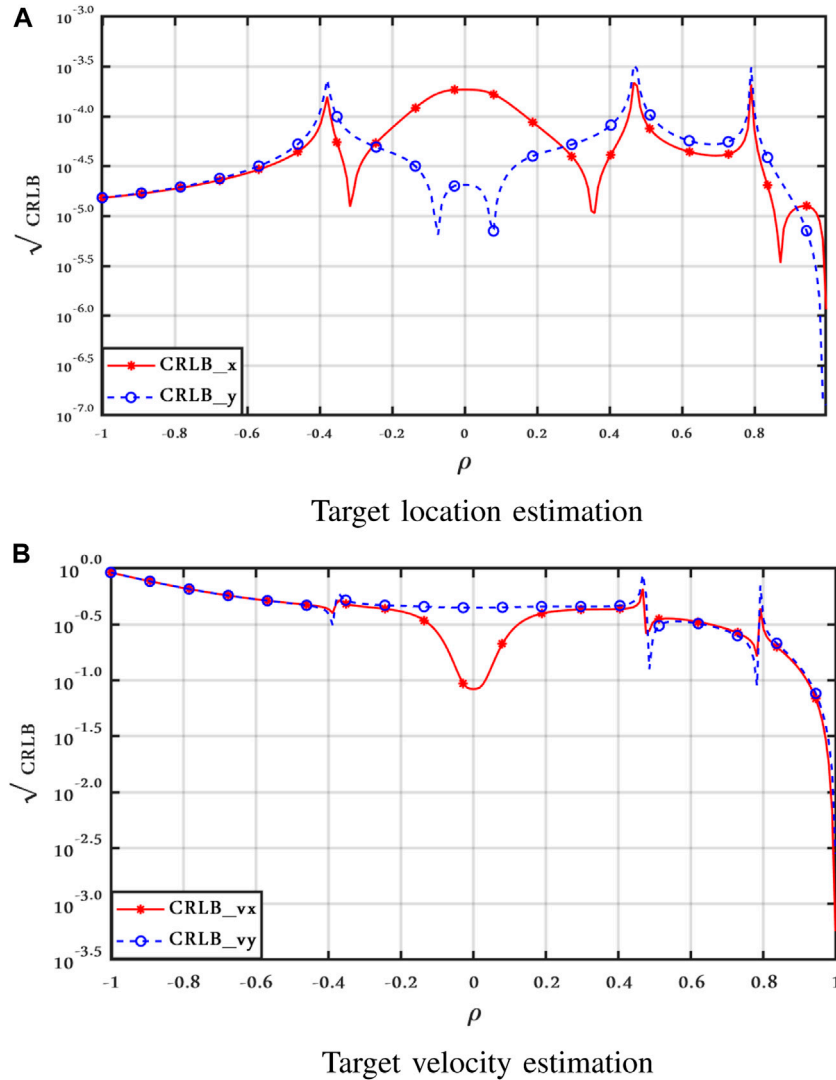 A
10^-3.0
10^-3.5
10^-4.0
10^-4.5
10^-5.0
10^-5.5
10^-6.0
10^-6.5
10^-7.0
√ CRLB
CRLB_x
CRLB_y
-1 -0.8 -0.6 -0.4 -0.2 0 0.2 0.4 0.6 0.8
ρ
Target location estimation
B
10^0.0
10^-0.5
10^-1.0
10^-1.5
10^-2.0
10^-2.5
10^-3.0
10^-3.5
√ CRLB
CRLB_vx
CRLB_vy
-1 -0.8 -0.6 -0.4 -0.2 0 0.2 0.4 0.6 0.8 1
ρ
Target velocity estimation